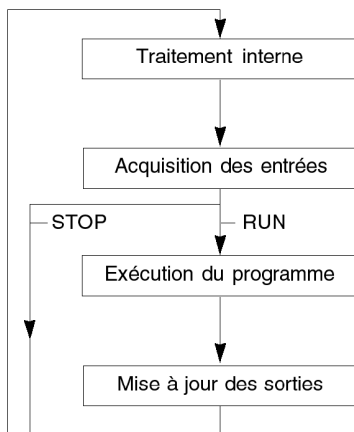 Traitement interne
Acquisition des entrées
STOP
RUN
Exécution du programme
Mise à jour des sorties